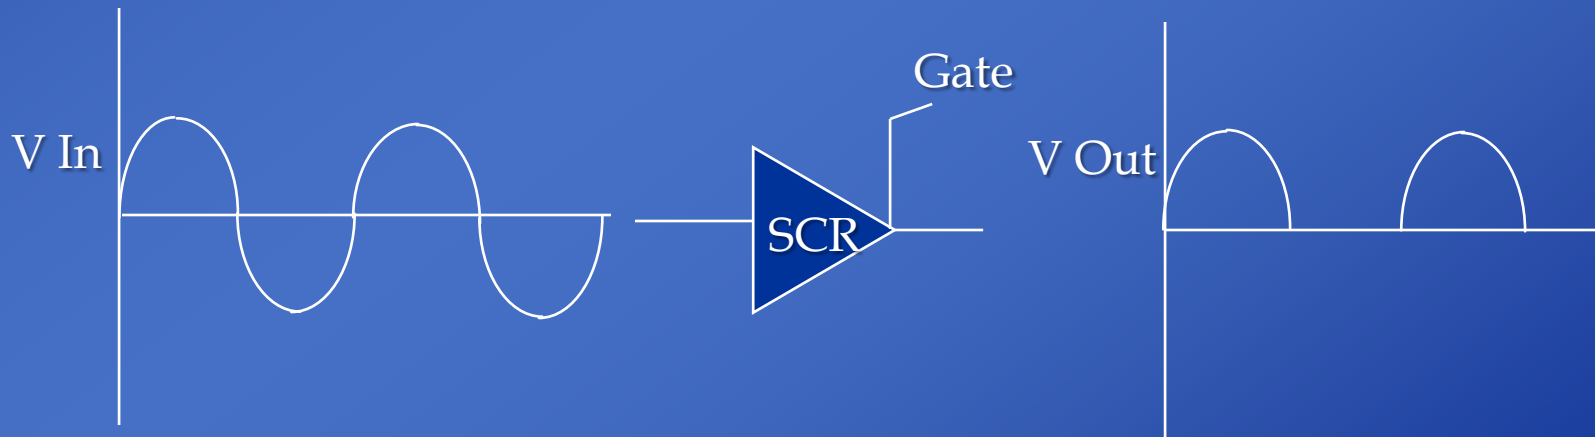 V In
SCR
Gate
V Out